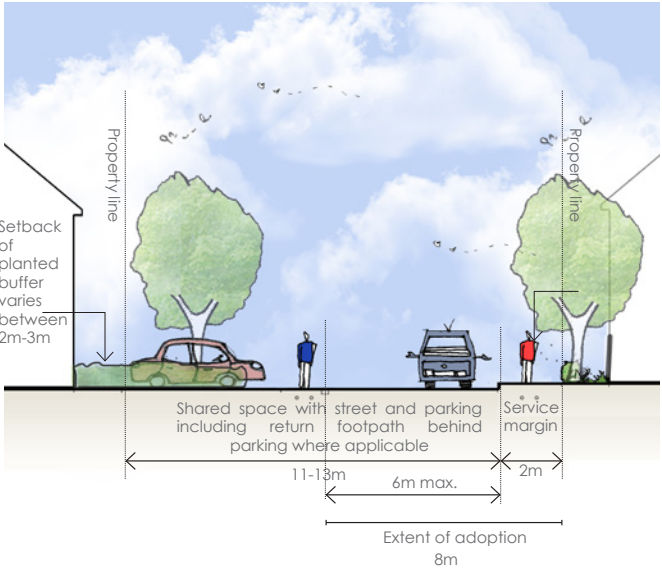 Property line
Rroperty line
Setback
of
planted
buffer
varies
between
2m-3m
Shared space with street and parking
including return footpath behind
parking where applicable
Service
margin
11-13m
2m
6m max.
Extent of adoption
8m